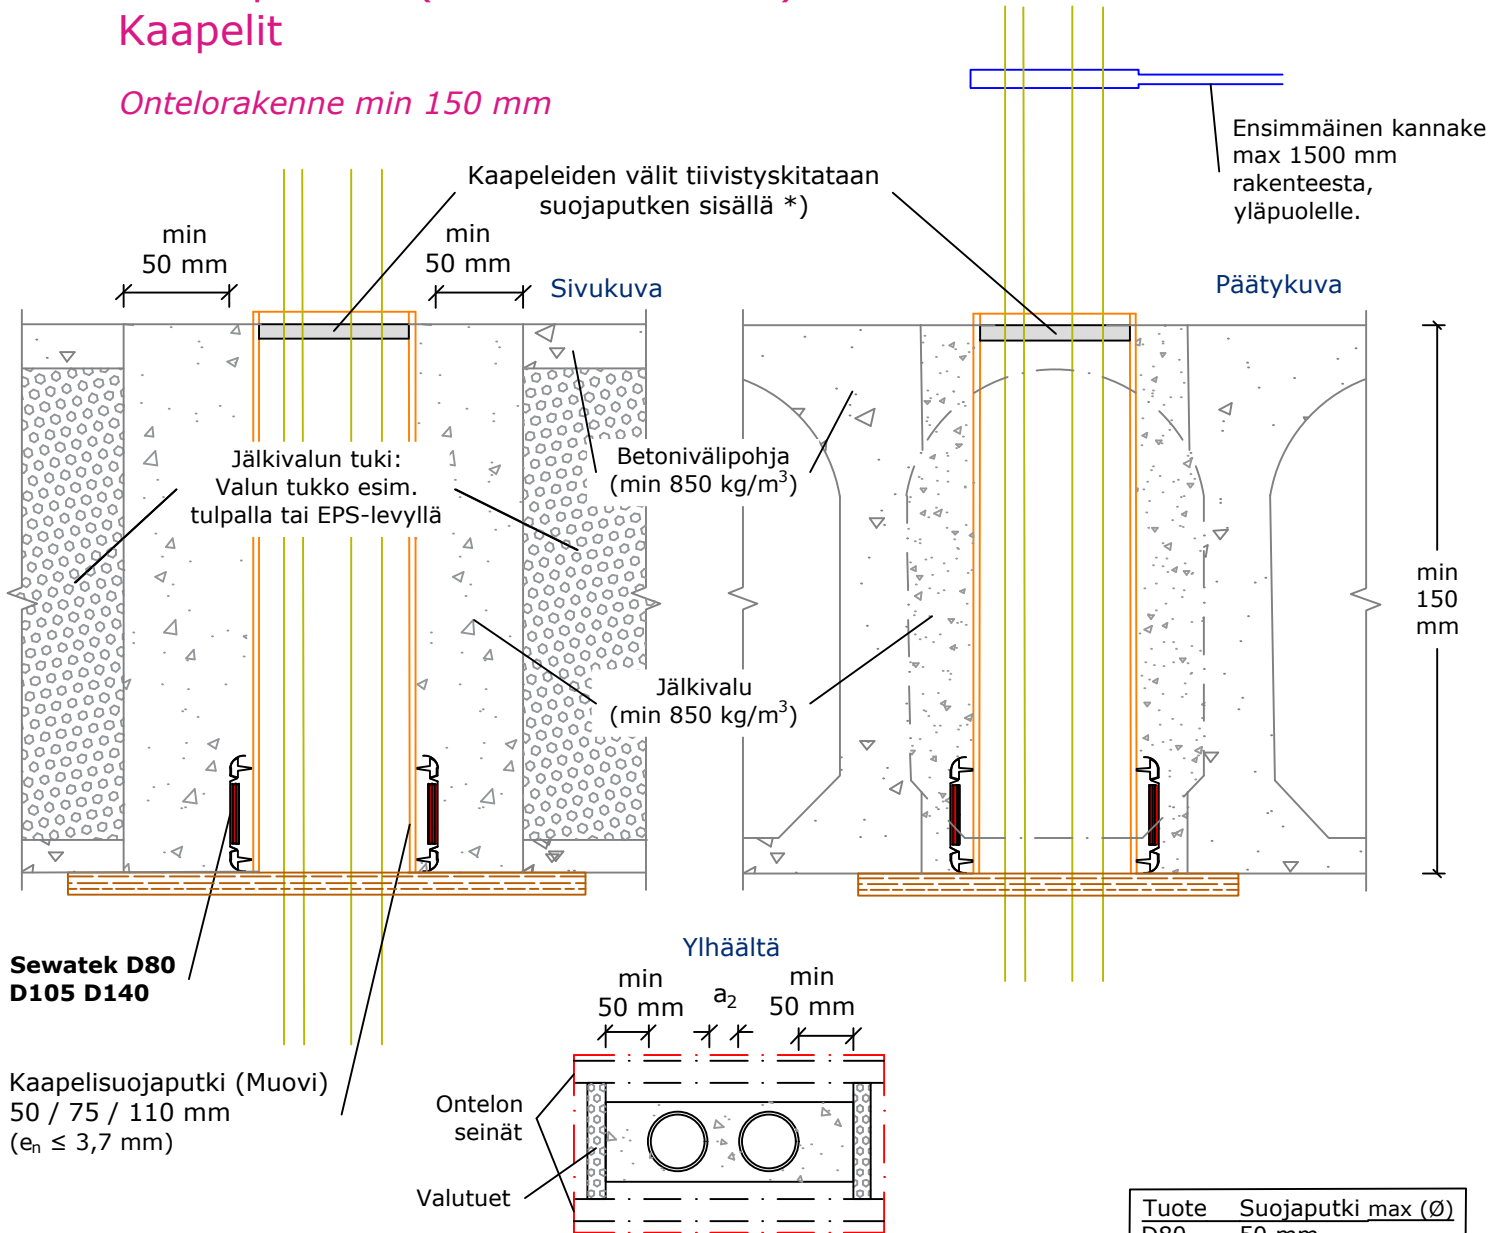 Kaapelit
Ontelorakenne min 150 mm
Ensimmäinen kannake
max 1500 mm
rakenteesta,
yläpuolelle.
Kaapeleiden välit tiivistyskitataan
suojaputken sisällä *)
min
50 mm
min
50 mm
Sivukuva
Päätykuva
Jälkivalun tuki:
Valun tukko esim.
tulpalla tai EPS-levyllä
Betonivälipohja
(min 850 kg/m³)
min
150
mm
Jälkivalu
(min 850 kg/m³)
Sewatek D80
D105 D140
Kaapelisuojaputki (Muovi)
50 / 75 / 110 mm
(eₙ ≤ 3,7 mm)
Ylhäältä
min
50 mm
a₂
min
50 mm
Ontelon
seinät
Valutuet
Tuote Suojaputki max (Ø)
D80 50 mm